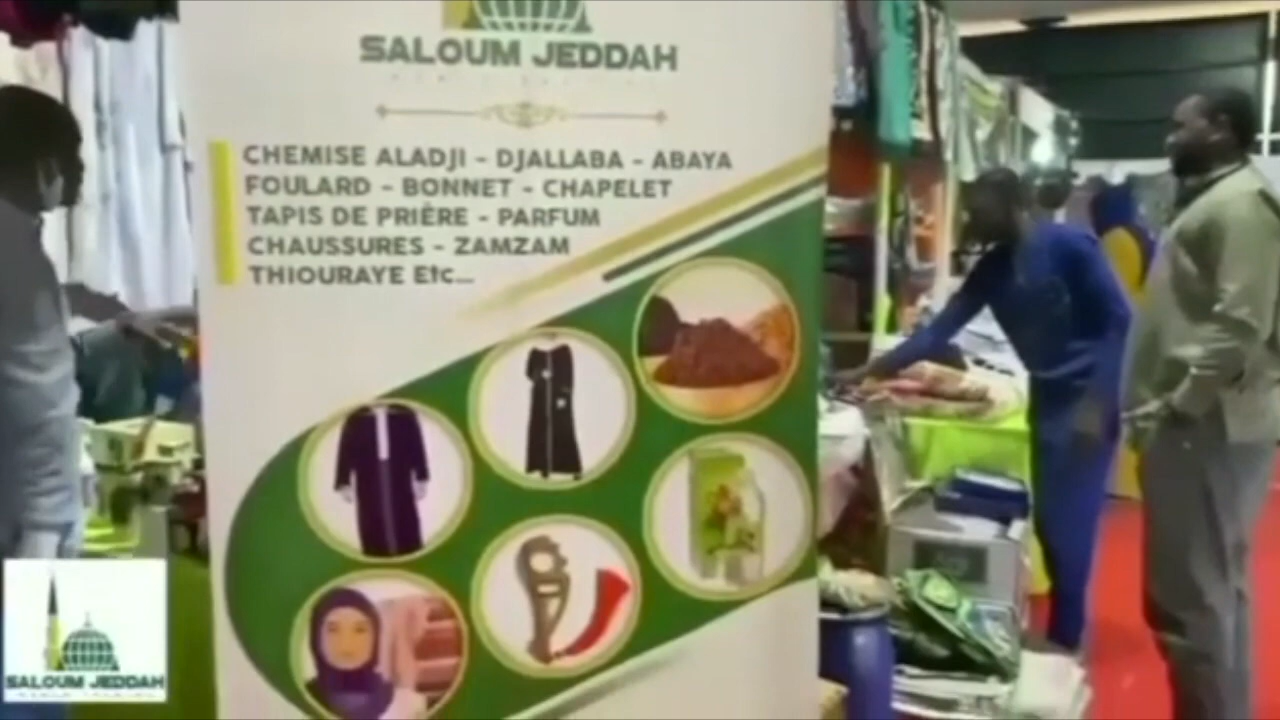 SALOUM JEDDAH
CHEMISE ALADJI - DJALLABA - ABAYA
FOULARD - BONNET - CHAPELET
TAPIS DE PRIÈRE - PARFUM
CHAUSSURES - ZAMZAM
THIOURAYE Etc...
SALOUM JEDDAH